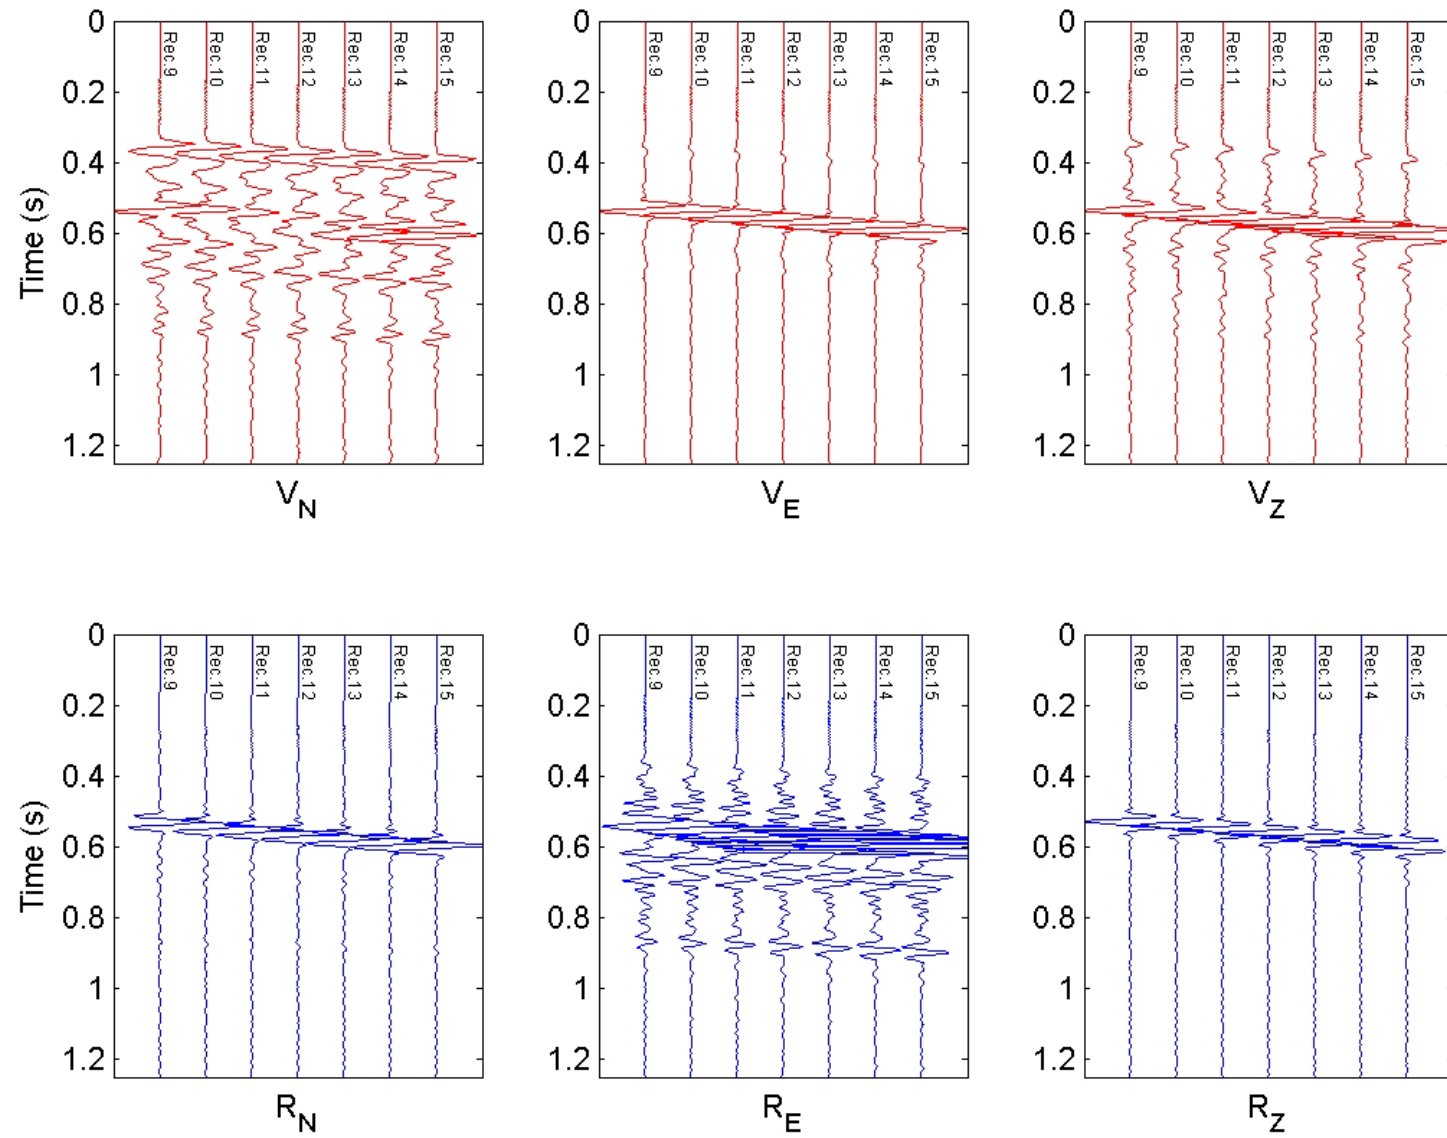 0
0.2
0.4
0.6
0.8
1
1.2
Time (s)
Rec.9
Rec.10
Rec.11
Rec.12
Rec.13
Rec.14
Rec.15
V_N
0
0.2
0.4
0.6
0.8
1
1.2
Rec.9
Rec.10
Rec.11
Rec.12
Rec.13
Rec.14
Rec.15
V_E
0
0.2
0.4
0.6
0.8
1
1.2
Rec.9
Rec.10
Rec.11
Rec.12
Rec.13
Rec.14
Rec.15
V_Z
0
0.2
0.4
0.6
0.8
1
1.2
Time (s)
Rec.9
Rec.10
Rec.11
Rec.12
Rec.13
Rec.14
Rec.15
R_N
0
0.2
0.4
0.6
0.8
1
1.2
Rec.9
Rec.10
Rec.11
Rec.12
Rec.13
Rec.14
Rec.15
R_E
0
0.2
0.4
0.6
0.8
1
1.2
Rec.9
Rec.10
Rec.11
Rec.12
Rec.13
Rec.14
Rec.15
R_Z